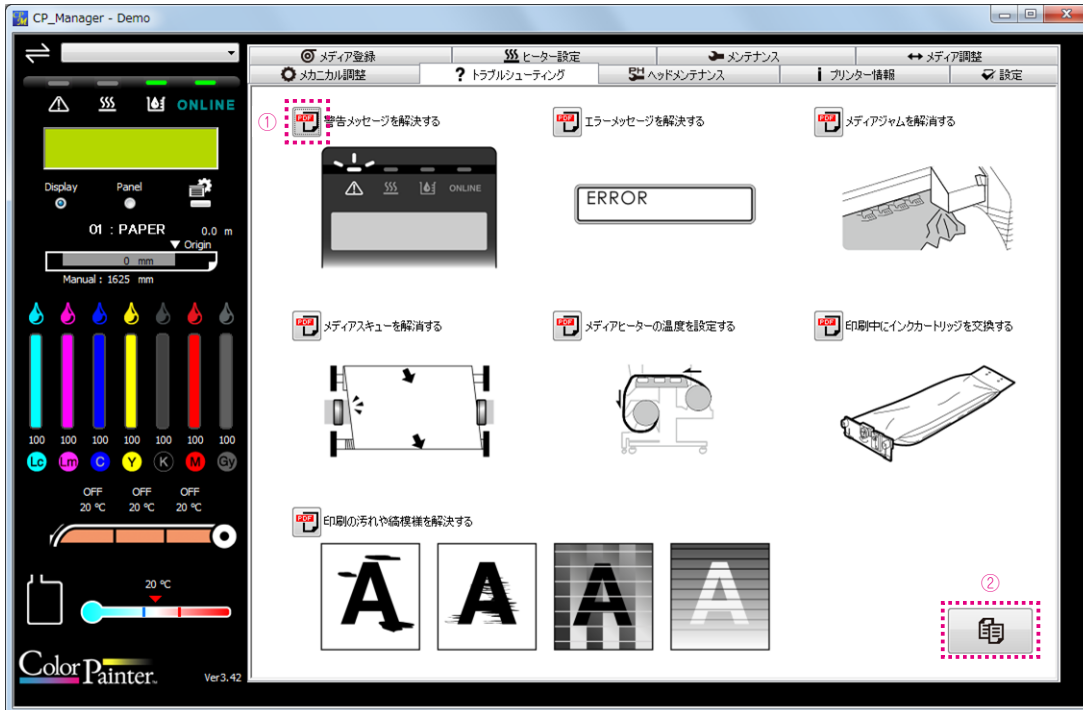 CP_Manager - Demo
メディア登録
ヒーター設定
メンテナンス
メディア調整
メカニカル調整
? トラブルシューティング
PH ヘッドメンテナンス
プリンター情報
設定
ONLINE
Display
Panel
01 : PAPER
0.0 m
Origin
0 mm
Manual : 1625 mm
100 100 100 100 100 100 100
Lc Lm C Y K M Gy
OFF OFF OFF
20 ℃ 20 ℃ 20 ℃
20 ℃
Color Painter™
Ver3.42
①
PDF 警告メッセージを解決する
PDF エラーメッセージを解決する
PDF メディアジャムを解消する
ONLINE
ERROR
PDF メディアスキューを解消する
PDF メディアヒーターの温度を設定する
PDF 印刷中にインクカートリッジを交換する
PDF 印刷の汚れや縞模様を解決する
A A A A
②